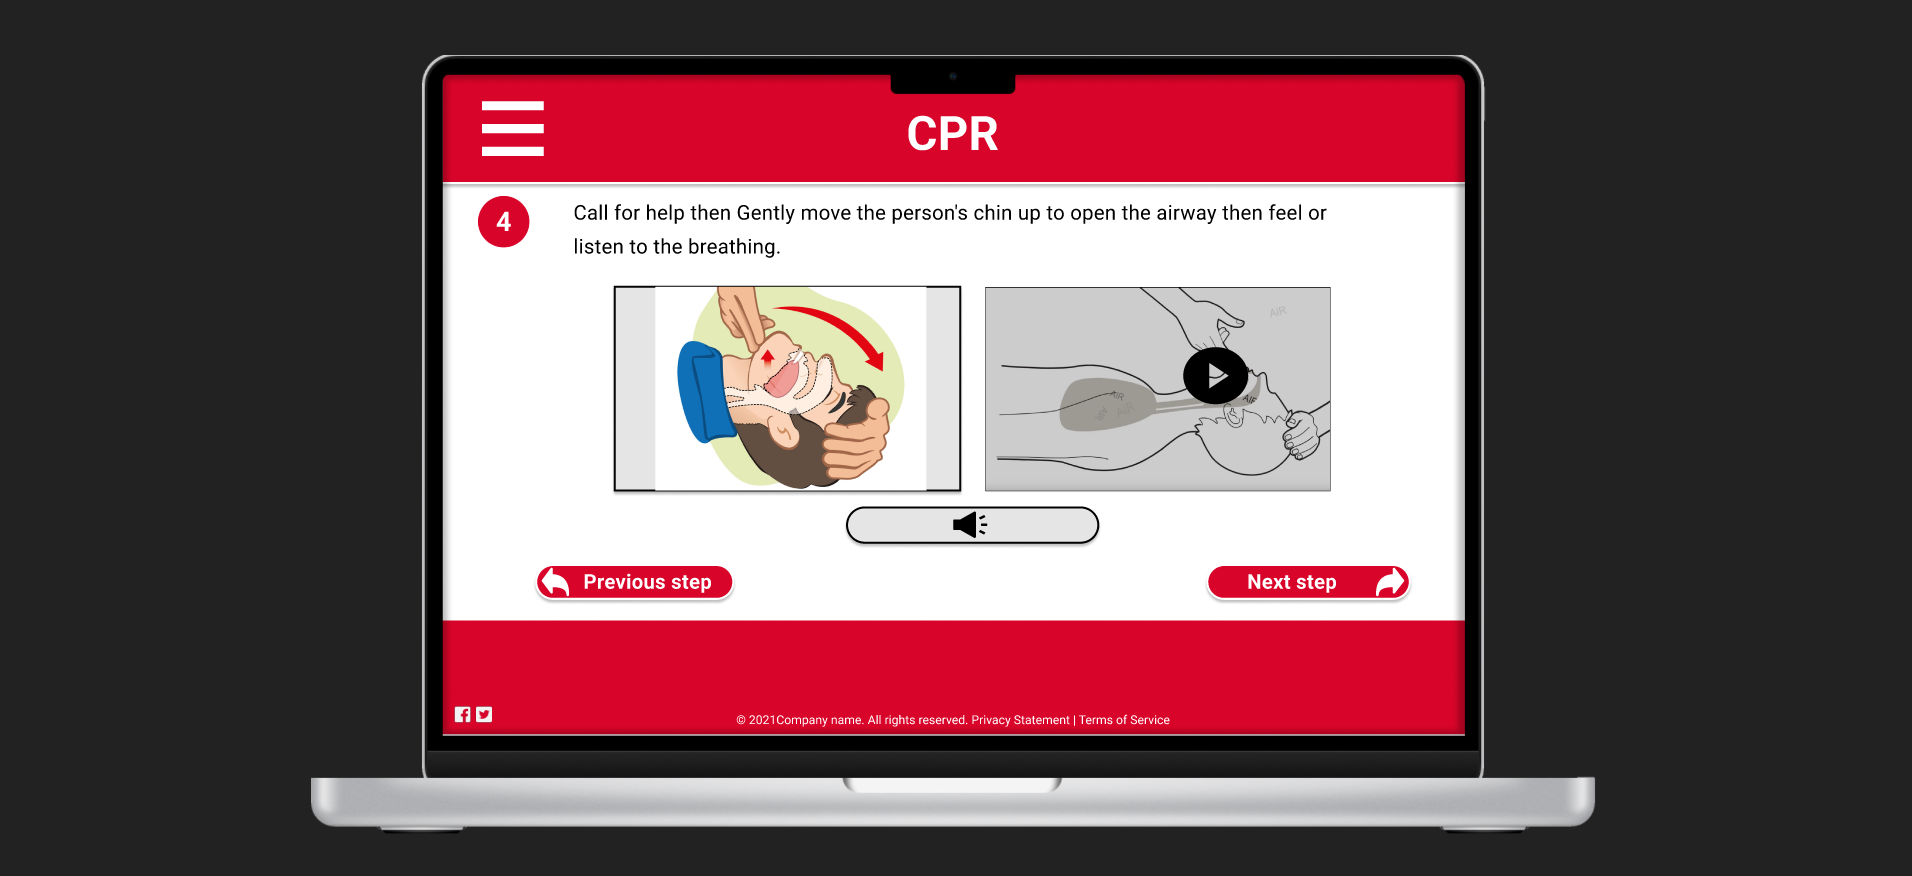 CPR
4
Call for help then Gently move the person's chin up to open the airway then feel or
listen to the breathing.
AIR
AIR
AIR
AIR
AIR
Previous step
Next step
© 2021Company name. All rights reserved. Privacy Statement | Terms of Service